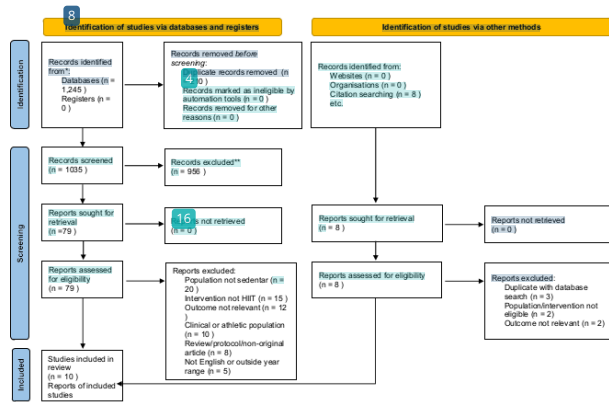 8
Identification of studies via databases and registers
Identification of studies via other methods
Identification
Records identified
from*:
Databases (n =
1,245 )
Registers (n =
0 )
Records removed before
screening:
records removed (n
4
Records marked as ineligible by
automation tools (n = 0 )
Records removed for other
reasons (n = 0 )
Records identified from:
Websites (n = 0 )
Organisations (n = 0 )
Citation searching (n = 8 )
etc.
Screening
Records screened
(n = 1035 )
Records excluded**
(n = 956 )
Reports sought for
retrieval
(n =79 )
16
not retrieved
Reports sought for retrieval
(n = 8 )
Reports not retrieved
(n = 0 )
Reports assessed
for eligibility
(n = 79 )
Reports excluded:
Population not sedentar (n =
20 )
Intervention not HIIT (n = 15 )
Outcome not relevant (n = 12
)
Clinical or athletic population
(n = 10 )
Review/protocol/non-original
article (n = 8)
Not English or outside year
range (n = 5)
Reports assessed for eligibility
(n = 8 )
Reports excluded:
Duplicate with database
search (n = 3)
Population/intervention not
eligible (n = 2)
Outcome not relevant (n = 2)
Included
Studies included in
review
(n = 10 )
Reports of included
studies